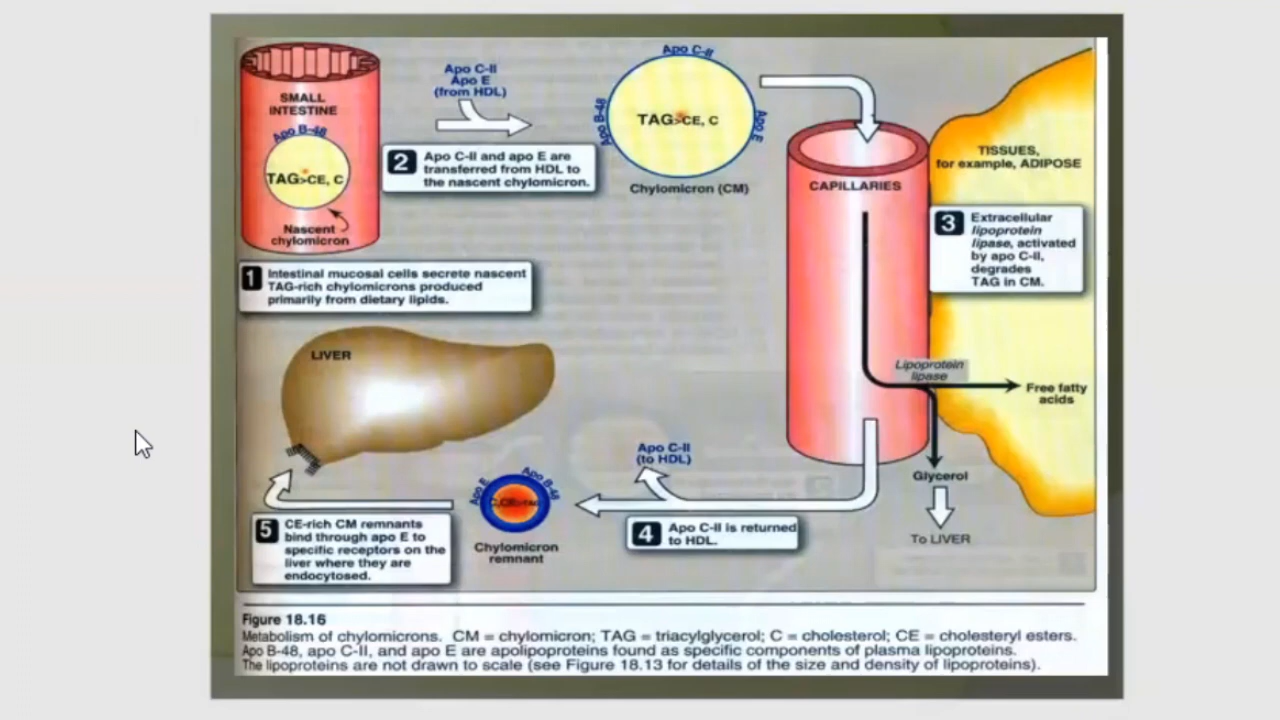 SMALL
INTESTINE
Apo B-48
TAG>CE, C
Nascent
chylomicron
1 Intestinal mucosal cells secrete nascent
TAG-rich chylomicrons produced
primarily from dietary lipids.
Apo C-II
Apo E
(from HDL)
2 Apo C-II and apo E are
transferred from HDL to
the nascent chylomicron.
Apo C-II
Apo B-48
Apo E
TAG>CE, C
Chylomicron (CM)
CAPILLARIES
TISSUES,
for example, ADIPOSE
3 Extracellular
lipoprotein
lipase, activated
by apo C-II,
degrades
TAG in CM.
Lipoprotein
lipase
Free fatty
acids
Glycerol
To LIVER
Apo C-II
(to HDL)
4 Apo C-II is returned
to HDL.
Apo E
Apo B-48
Chylomicron
remnant
LIVER
5 CE-rich CM remnants
bind through apo E to
specific receptors on the
liver where they are
endocytosed.
Figure 18.16
Metabolism of chylomicrons. CM = chylomicron; TAG = triacylglycerol; C = cholesterol; CE = cholesteryl esters.
Apo B-48, apo C-II, and apo E are apolipoproteins found as specific components of plasma lipoproteins.
The lipoproteins are not drawn to scale (see Figure 18.13 for details of the size and density of lipoproteins).